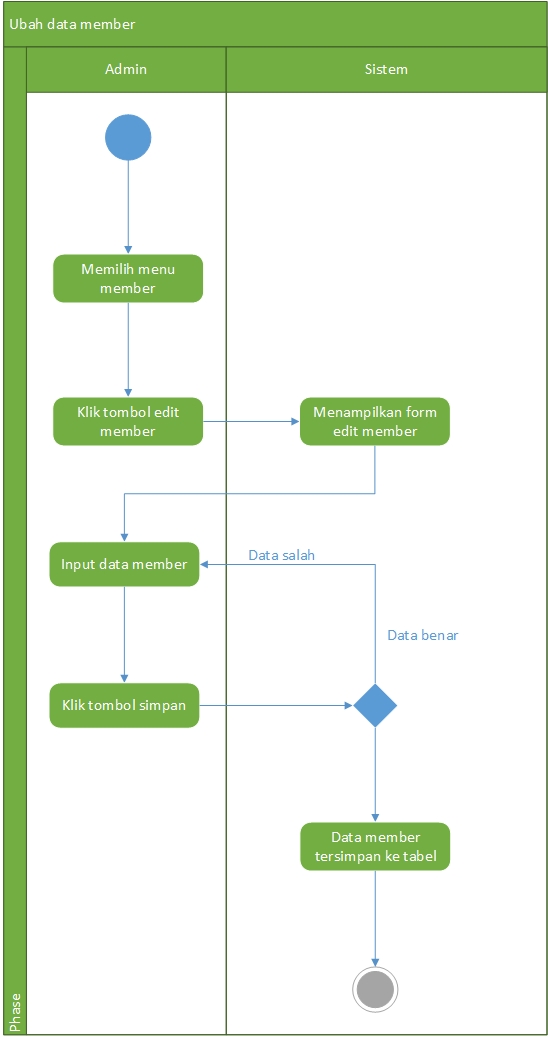 Ubah data member
Admin
Sistem
Memilih menu
member
Klik tombol edit
member
Menampilkan form
edit member
Input data member
Data salah
Data benar
Klik tombol simpan
Data member
tersimpan ke tabel
Phase